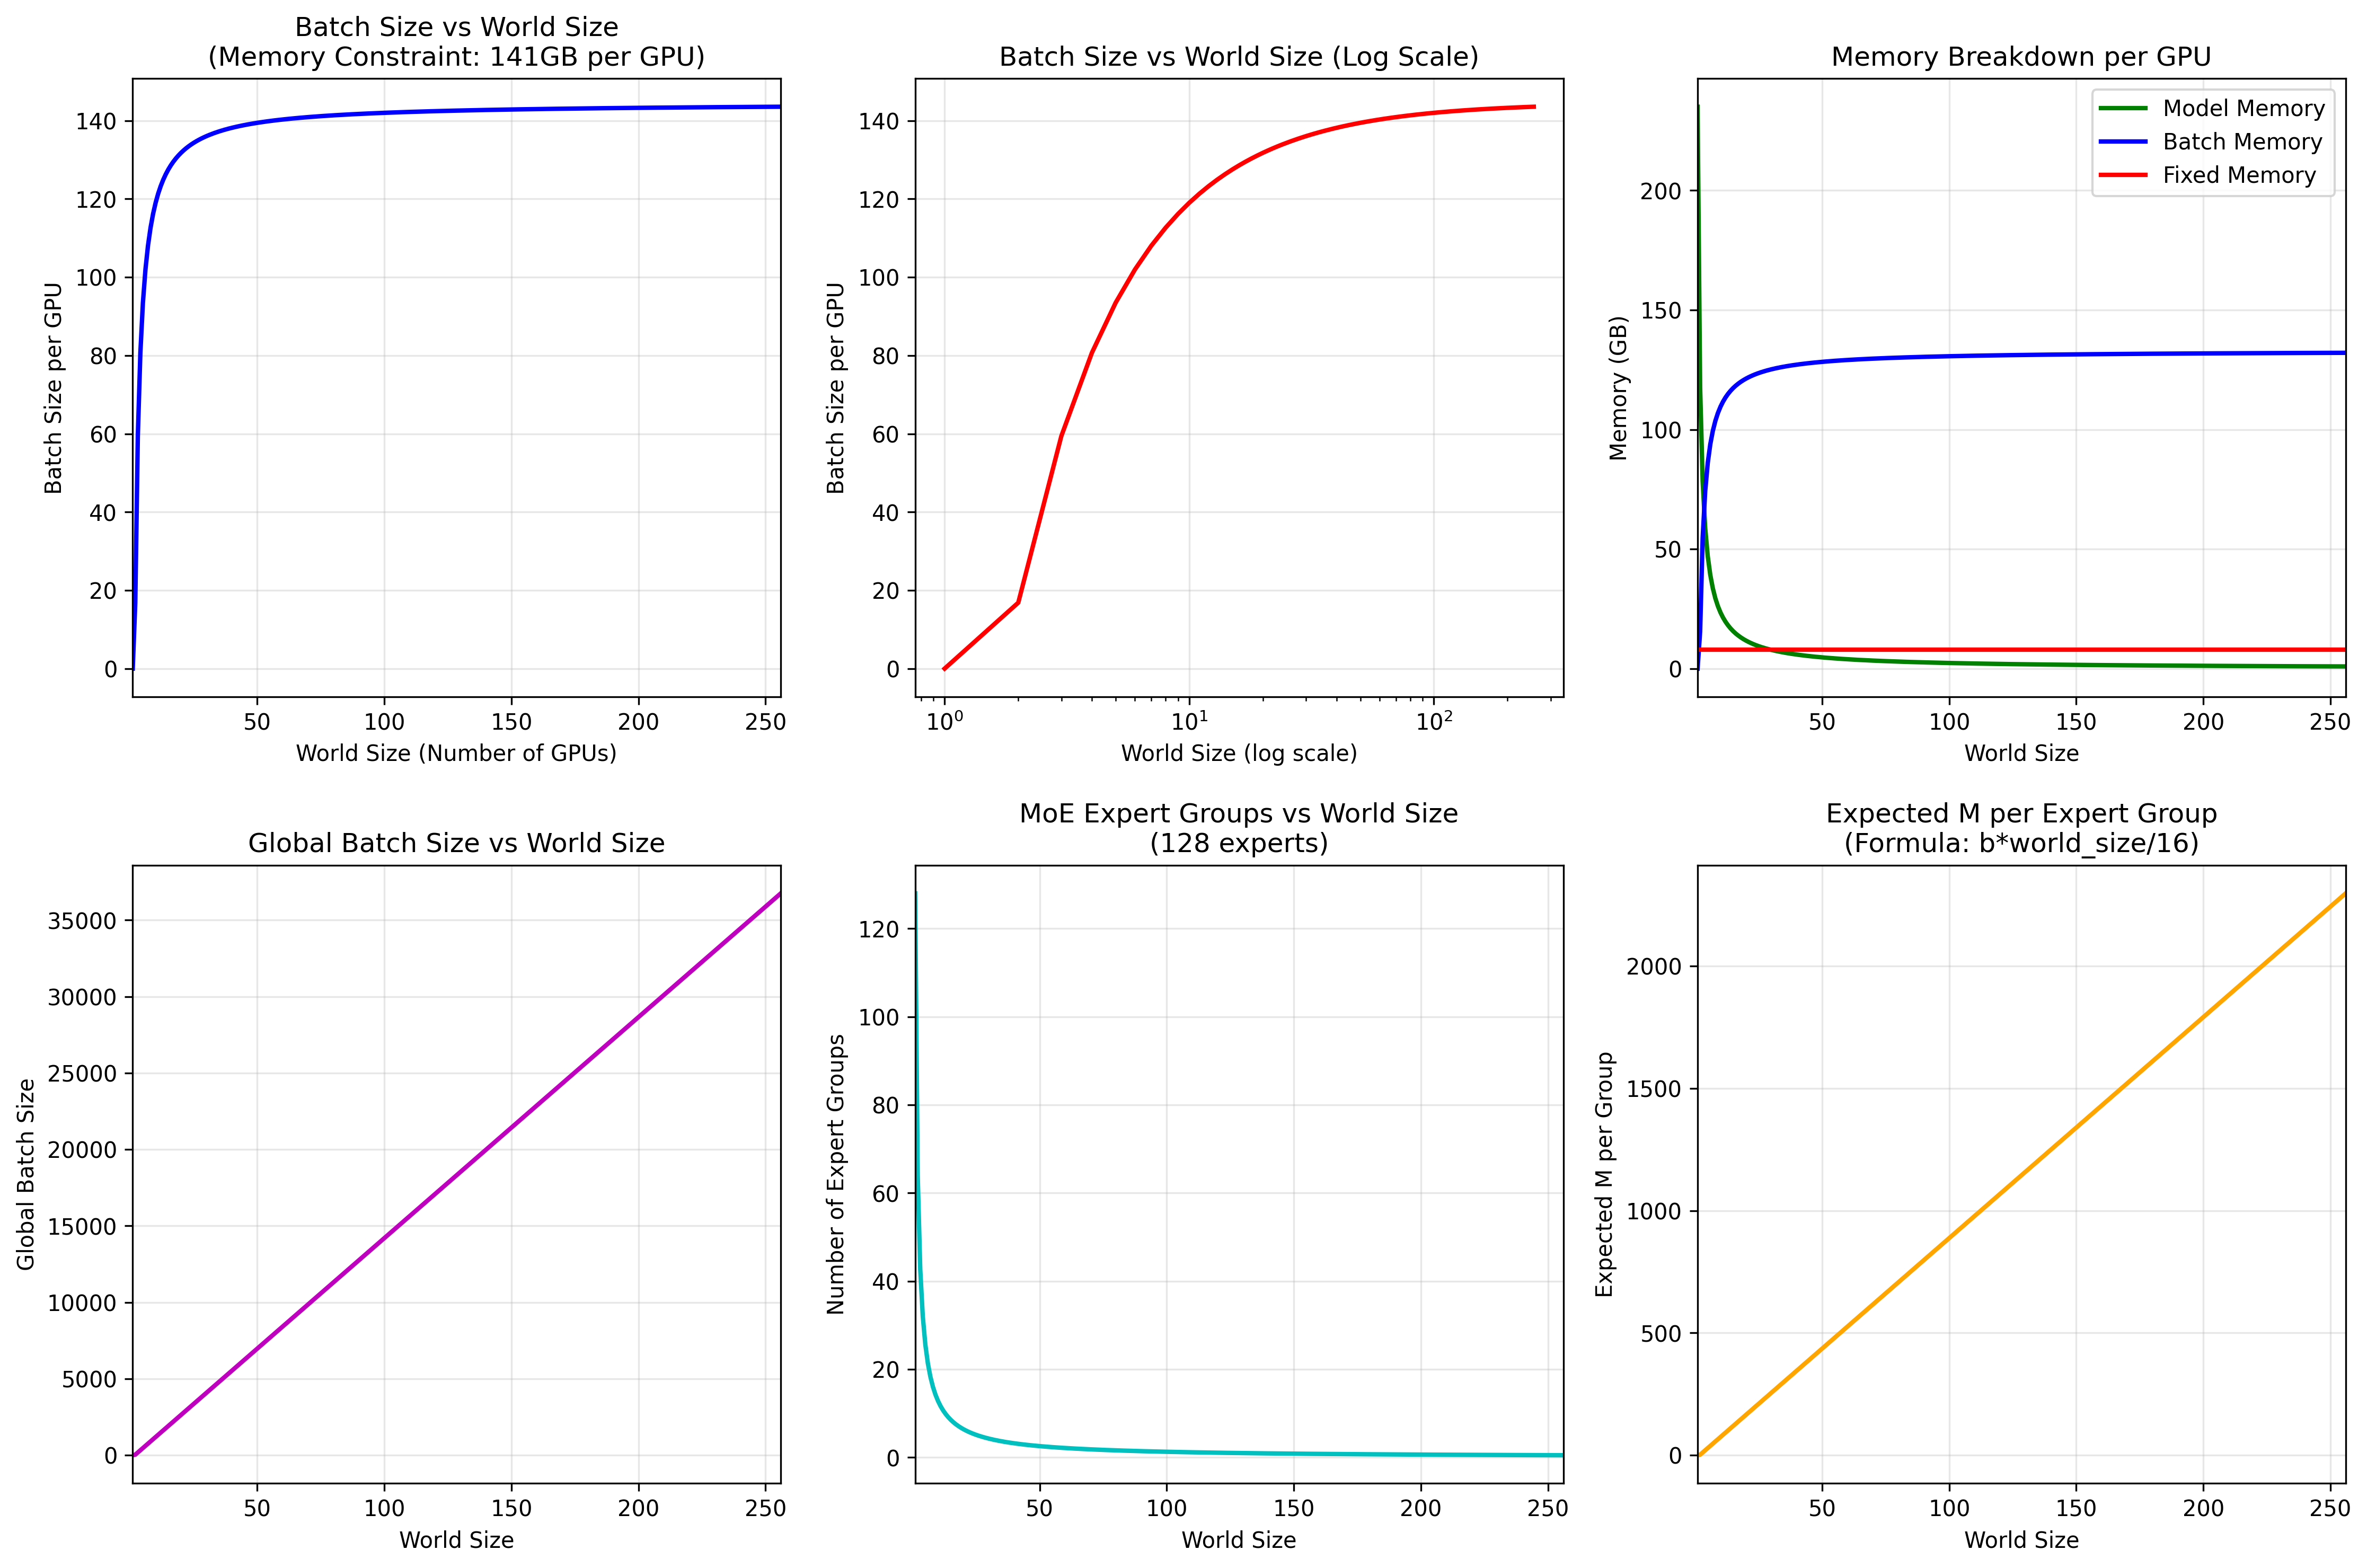 Batch Size vs World Size
(Memory Constraint: 141GB per GPU)
Batch Size per GPU
140
120
100
80
60
40
20
0
50 100 150 200 250
World Size (Number of GPUs)
Batch Size vs World Size (Log Scale)
Batch Size per GPU
140
120
100
80
60
40
20
0
10⁰ 10¹ 10²
World Size (log scale)
Memory Breakdown per GPU
Model Memory
Batch Memory
Fixed Memory
Memory (GB)
200
150
100
50
0
50 100 150 200 250
World Size
Global Batch Size vs World Size
Global Batch Size
35000
30000
25000
20000
15000
10000
5000
0
50 100 150 200 250
World Size
MoE Expert Groups vs World Size
(128 experts)
Number of Expert Groups
120
100
80
60
40
20
0
50 100 150 200 250
World Size
Expected M per Expert Group
(Formula: b*world_size/16)
Expected M per Group
2000
1500
1000
500
0
50 100 150 200 250
World Size